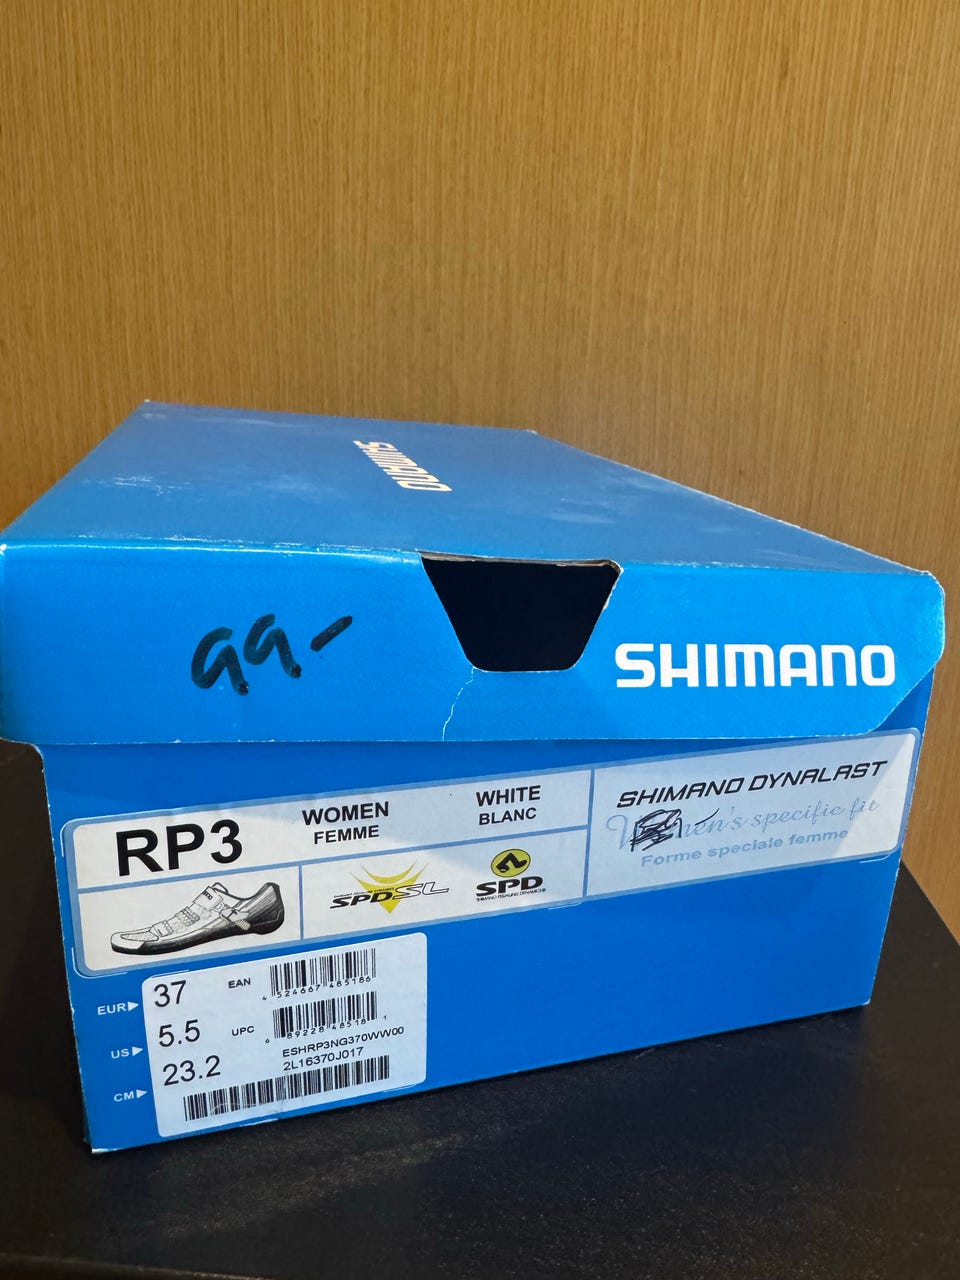 SHIMANO
99-
SHIMANO
RP3
WOMEN
FEMME
WHITE
BLANC
SHIMANO DYNALAST
Women's specific fit
Forme speciale femme
SPD-SL
SPD
EUR
37
EAN
4 524667 485186
US
5.5
UPC
6 89228 48518 1
CM
23.2
ESHRP3NG370WW00
2L16370J017